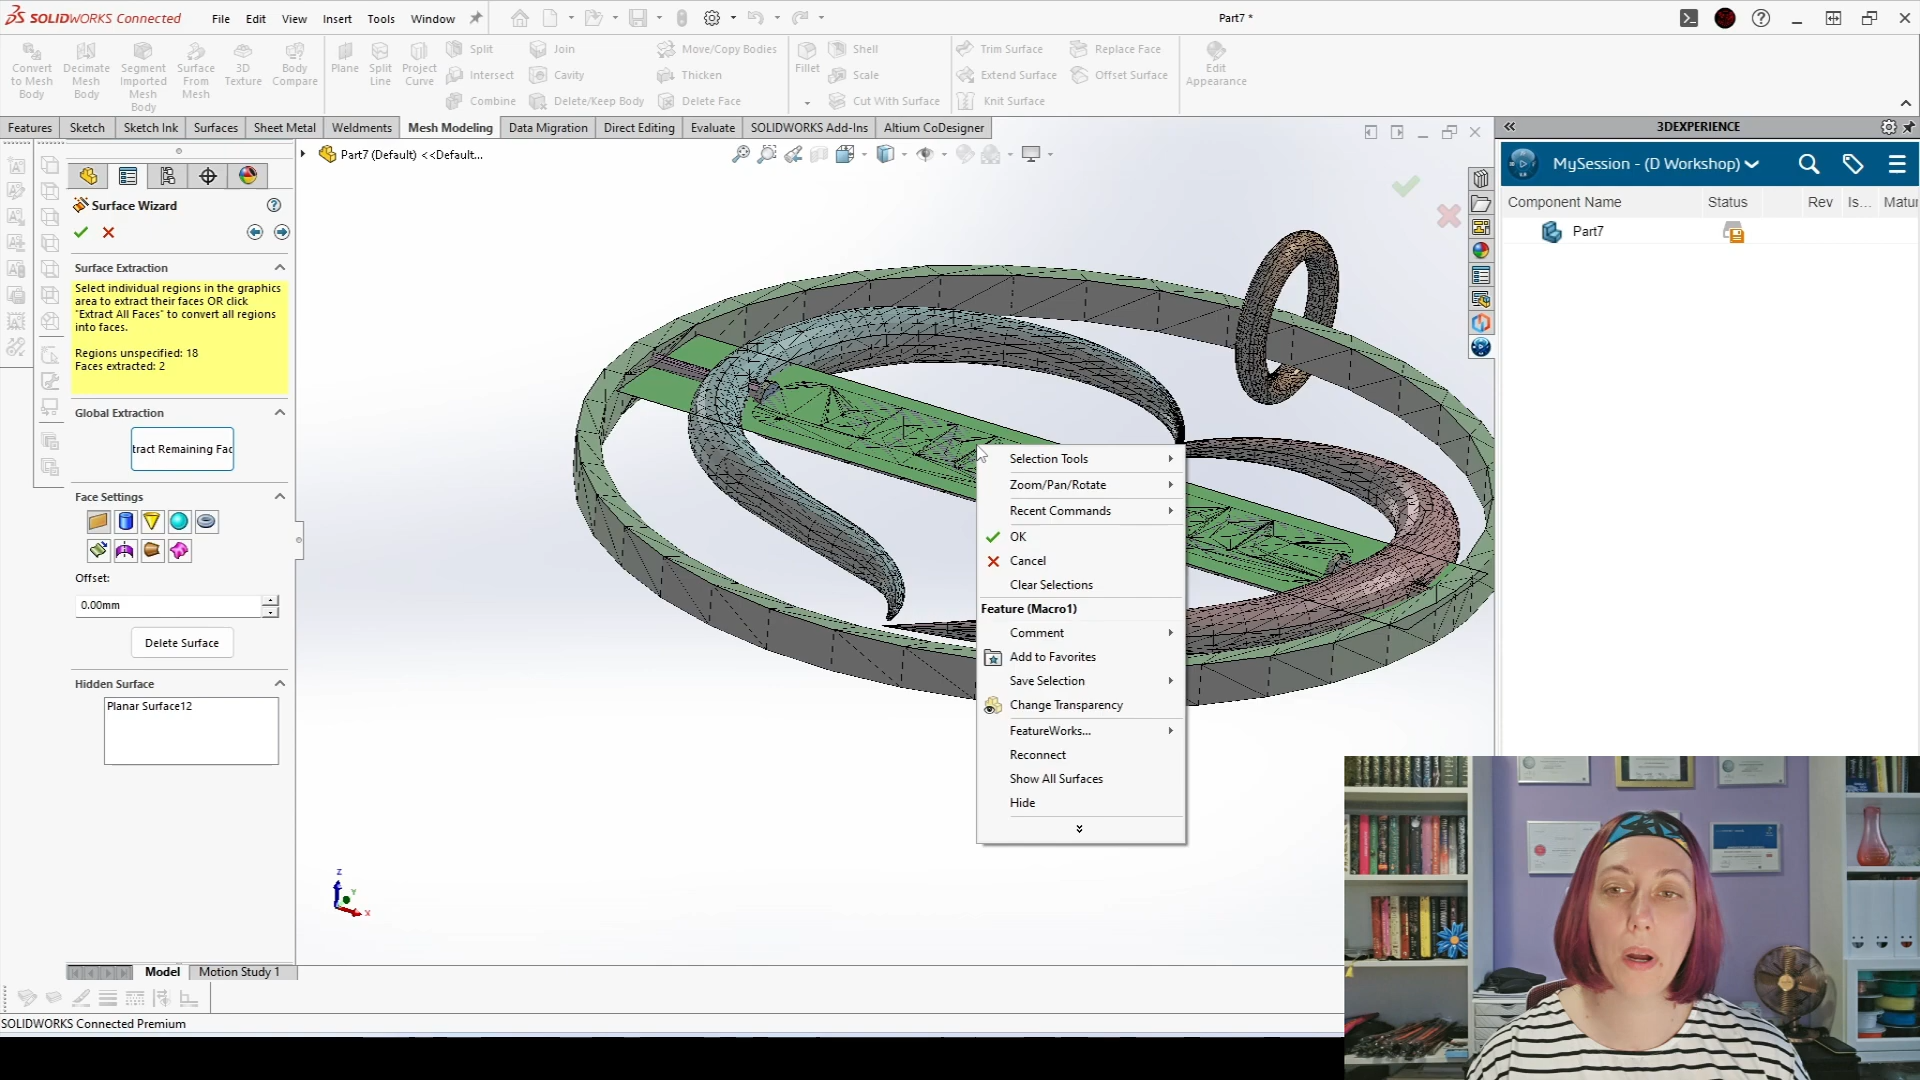 SOLIDWORKS Connected
File Edit View Insert Tools Window
Part7 *
Convert to Mesh Body
Decimate Mesh Body
Segment Imported Mesh Body
Surface From Mesh
3D Texture
Body Compare
Plane
Split Line
Project Curve
Split
Intersect
Combine
Join
Cavity
Delete/Keep Body
Move/Copy Bodies
Thicken
Delete Face
Fillet
Shell
Scale
Cut With Surface
Trim Surface
Extend Surface
Knit Surface
Replace Face
Offset Surface
Edit Appearance
Features Sketch Sketch Ink Surfaces Sheet Metal Weldments Mesh Modeling Data Migration Direct Editing Evaluate SOLIDWORKS Add-Ins Altium CoDesigner
3DEXPERIENCE
Part7 (Default) <<Default...
MySession - (D Workshop)
Component Name Status Rev Is... Matur
Part7
Surface Wizard
Surface Extraction
Select individual regions in the graphics
area to extract their faces OR click
"Extract All Faces" to convert all regions
into faces.
Regions unspecified: 18
Faces extracted: 2
Global Extraction
tract Remaining Fac
Face Settings
Offset:
0.00mm
Delete Surface
Hidden Surface
Planar Surface12
Selection Tools
Zoom/Pan/Rotate
Recent Commands
OK
Cancel
Clear Selections
Feature (Macro1)
Comment
Add to Favorites
Save Selection
Change Transparency
FeatureWorks...
Reconnect
Show All Surfaces
Hide
Z
Y
X
Model Motion Study 1
SOLIDWORKS Connected Premium